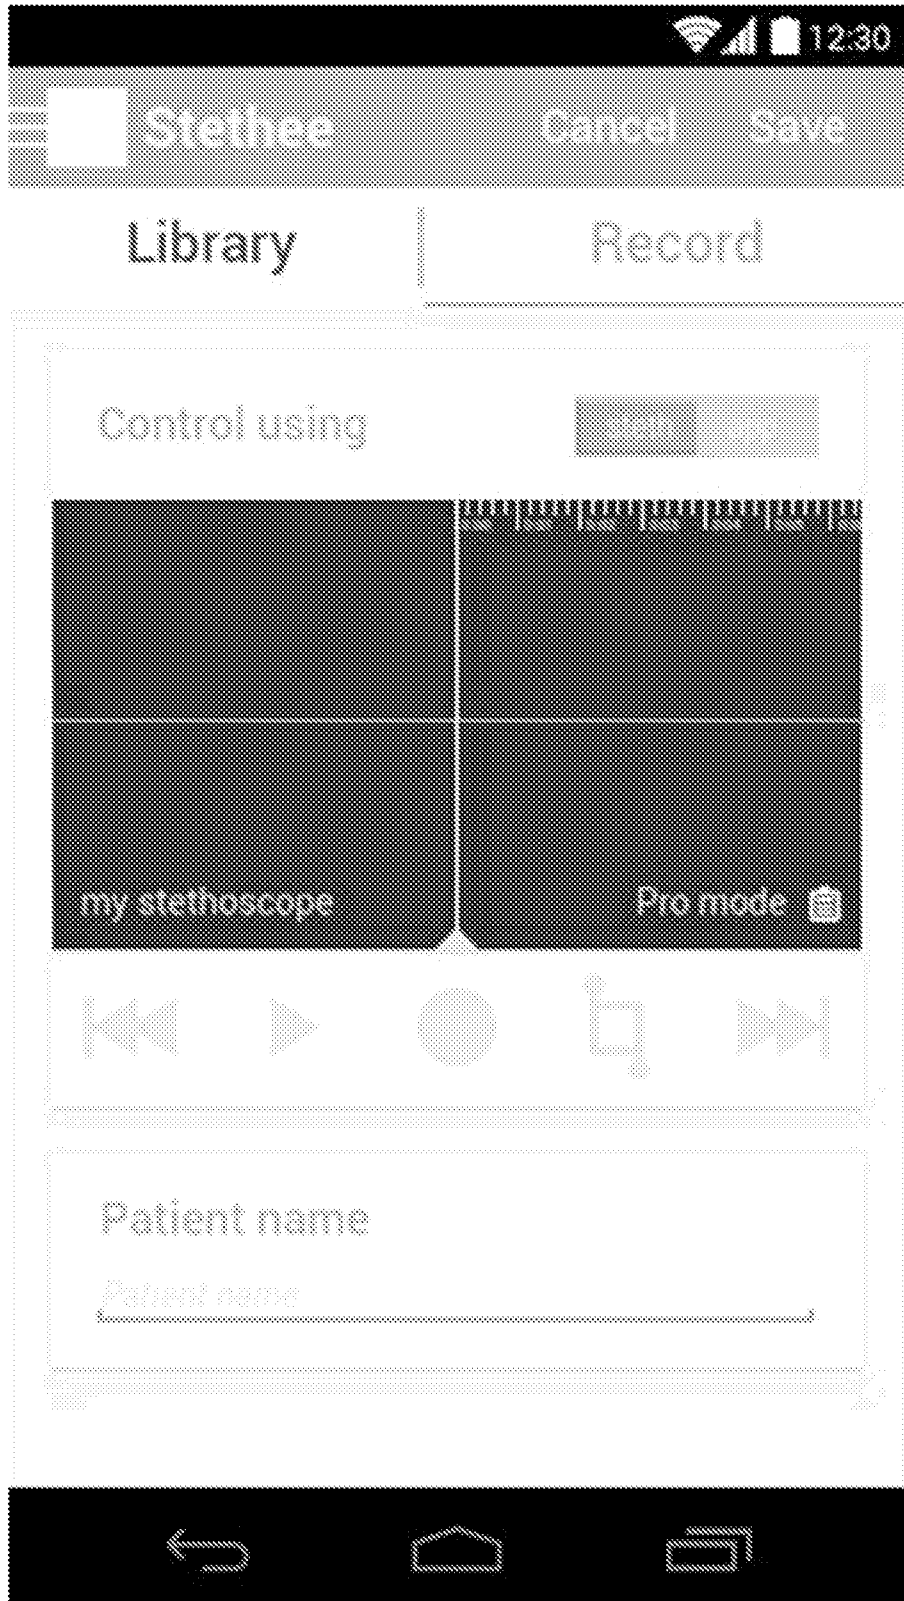 12:30
Stethee Cancel Save
Library Record
Control using
my stethoscope Pro mode
Patient name
Patient name